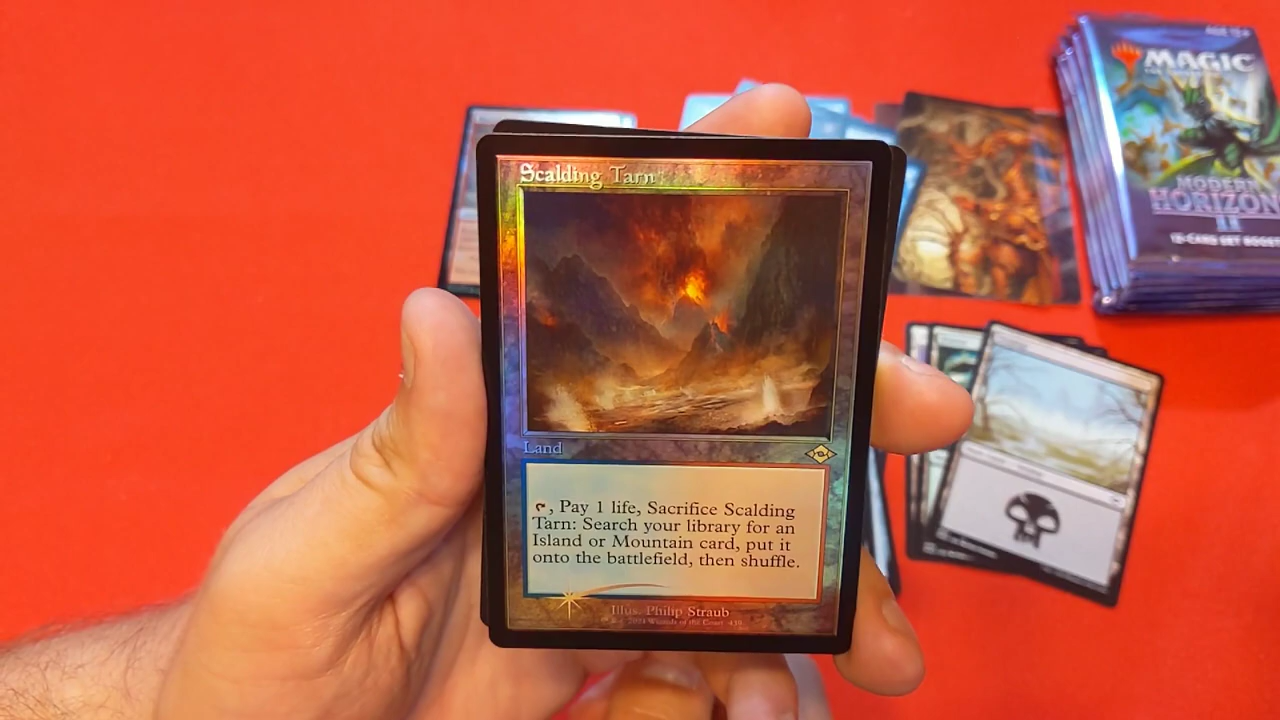 Scalding Tarn
Land
, Pay 1 life, Sacrifice Scalding
Tarn: Search your library for an
Island or Mountain card, put it
onto the battlefield, then shuffle.
Illus. Philip Straub
MAGIC
MODERN
HORIZON
II